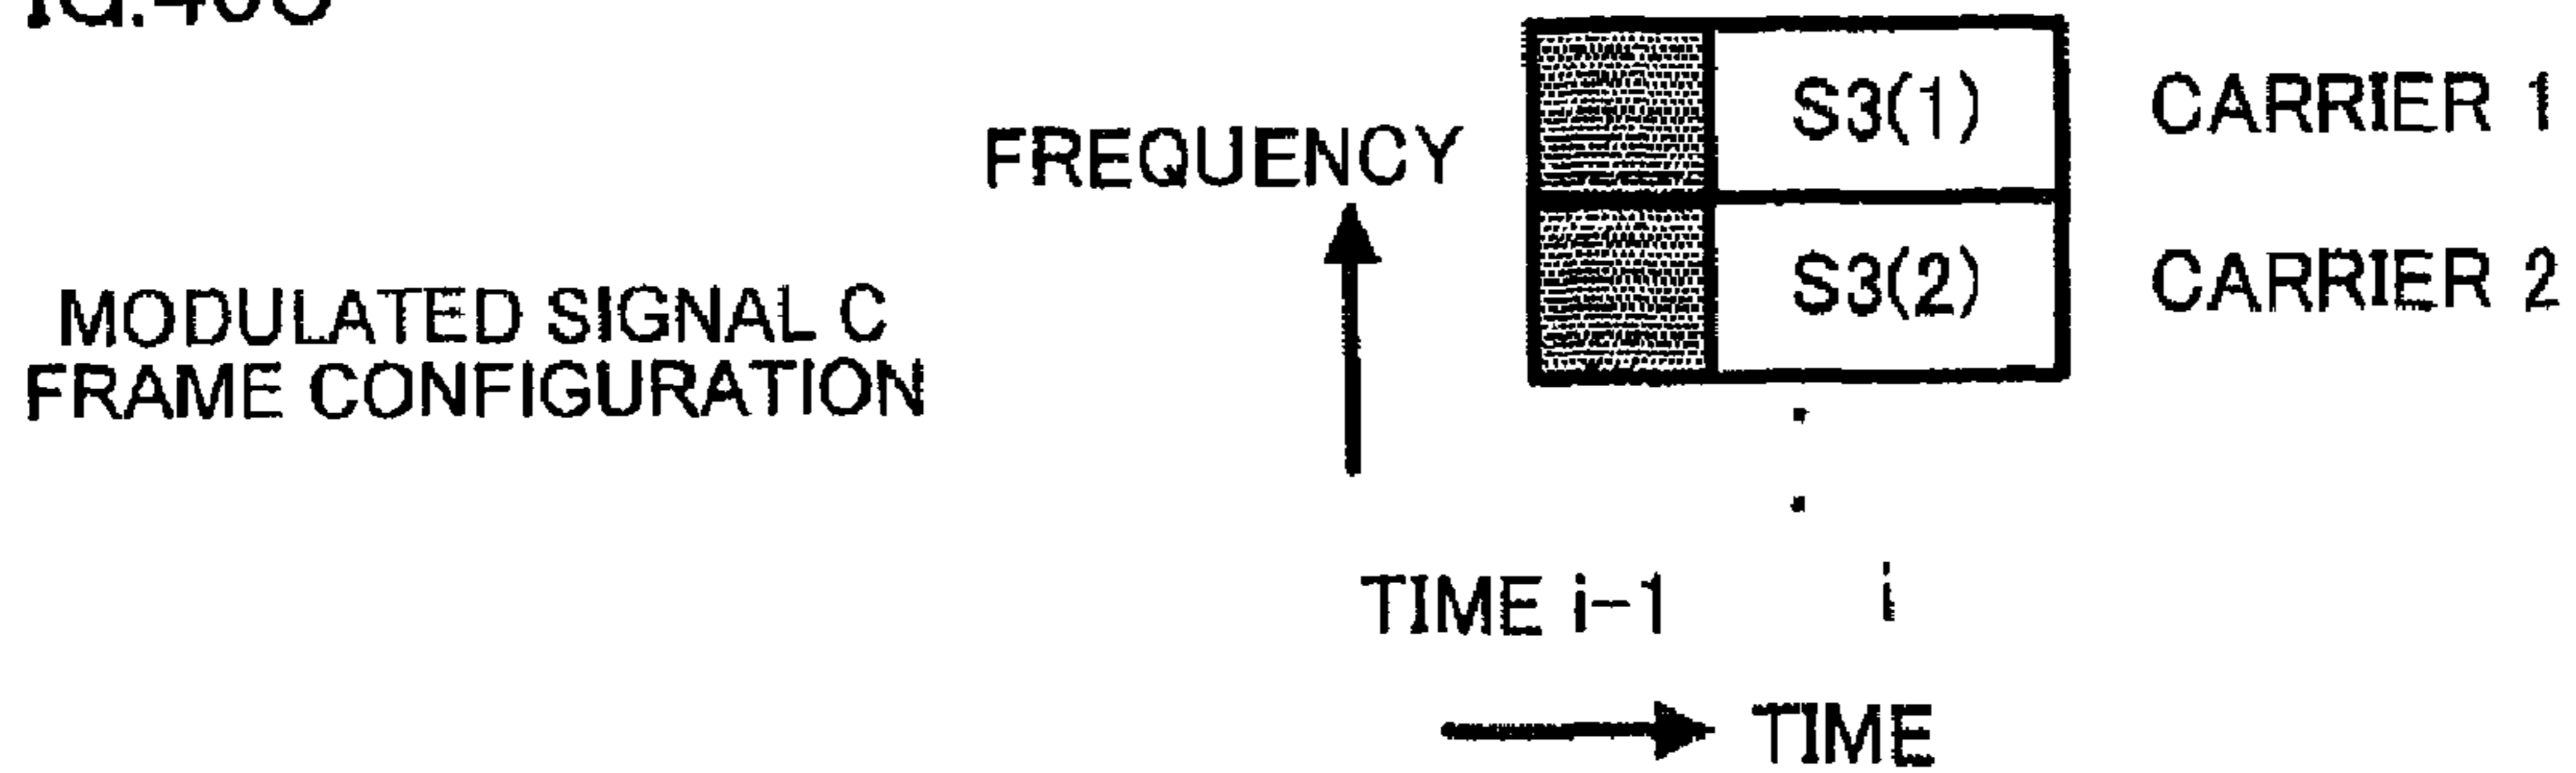 S3(1) CARRIER 1
FREQUENCY
S3(2) CARRIER 2
MODULATED SIGNAL C
FRAME CONFIGURATION
TIME i-1 i
TIME